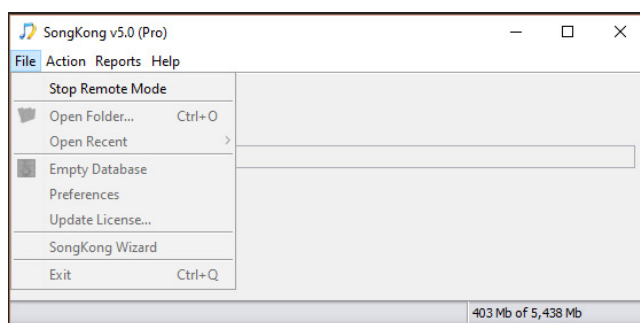 SongKong v5.0 (Pro)
File Action Reports Help
Stop Remote Mode
Open Folder... Ctrl+O
Open Recent
Empty Database
Preferences
Update License...
SongKong Wizard
Exit Ctrl+Q
403 Mb of 5,438 Mb